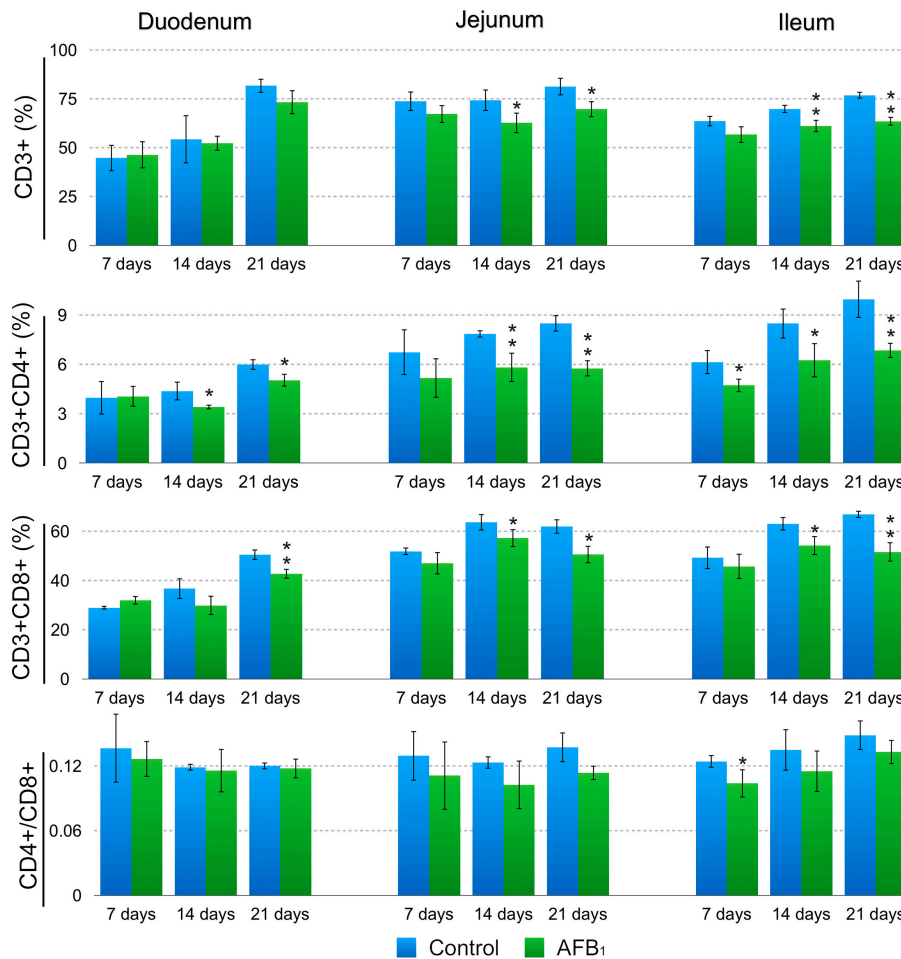 Duodenum Jejunum Ileum
CD3+ (%)
100
75
50
25
0
* * ** **
7 days 14 days 21 days 7 days 14 days 21 days 7 days 14 days 21 days
CD3+CD4+ (%)
9
6
3
0
* * ** ** * * **
7 days 14 days 21 days 7 days 14 days 21 days 7 days 14 days 21 days
CD3+CD8+ (%)
60
40
20
0
** * * * **
7 days 14 days 21 days 7 days 14 days 21 days 7 days 14 days 21 days
CD4+/CD8+
0.12
0.06
0
*
7 days 14 days 21 days 7 days 14 days 21 days 7 days 14 days 21 days
Control AFB₁